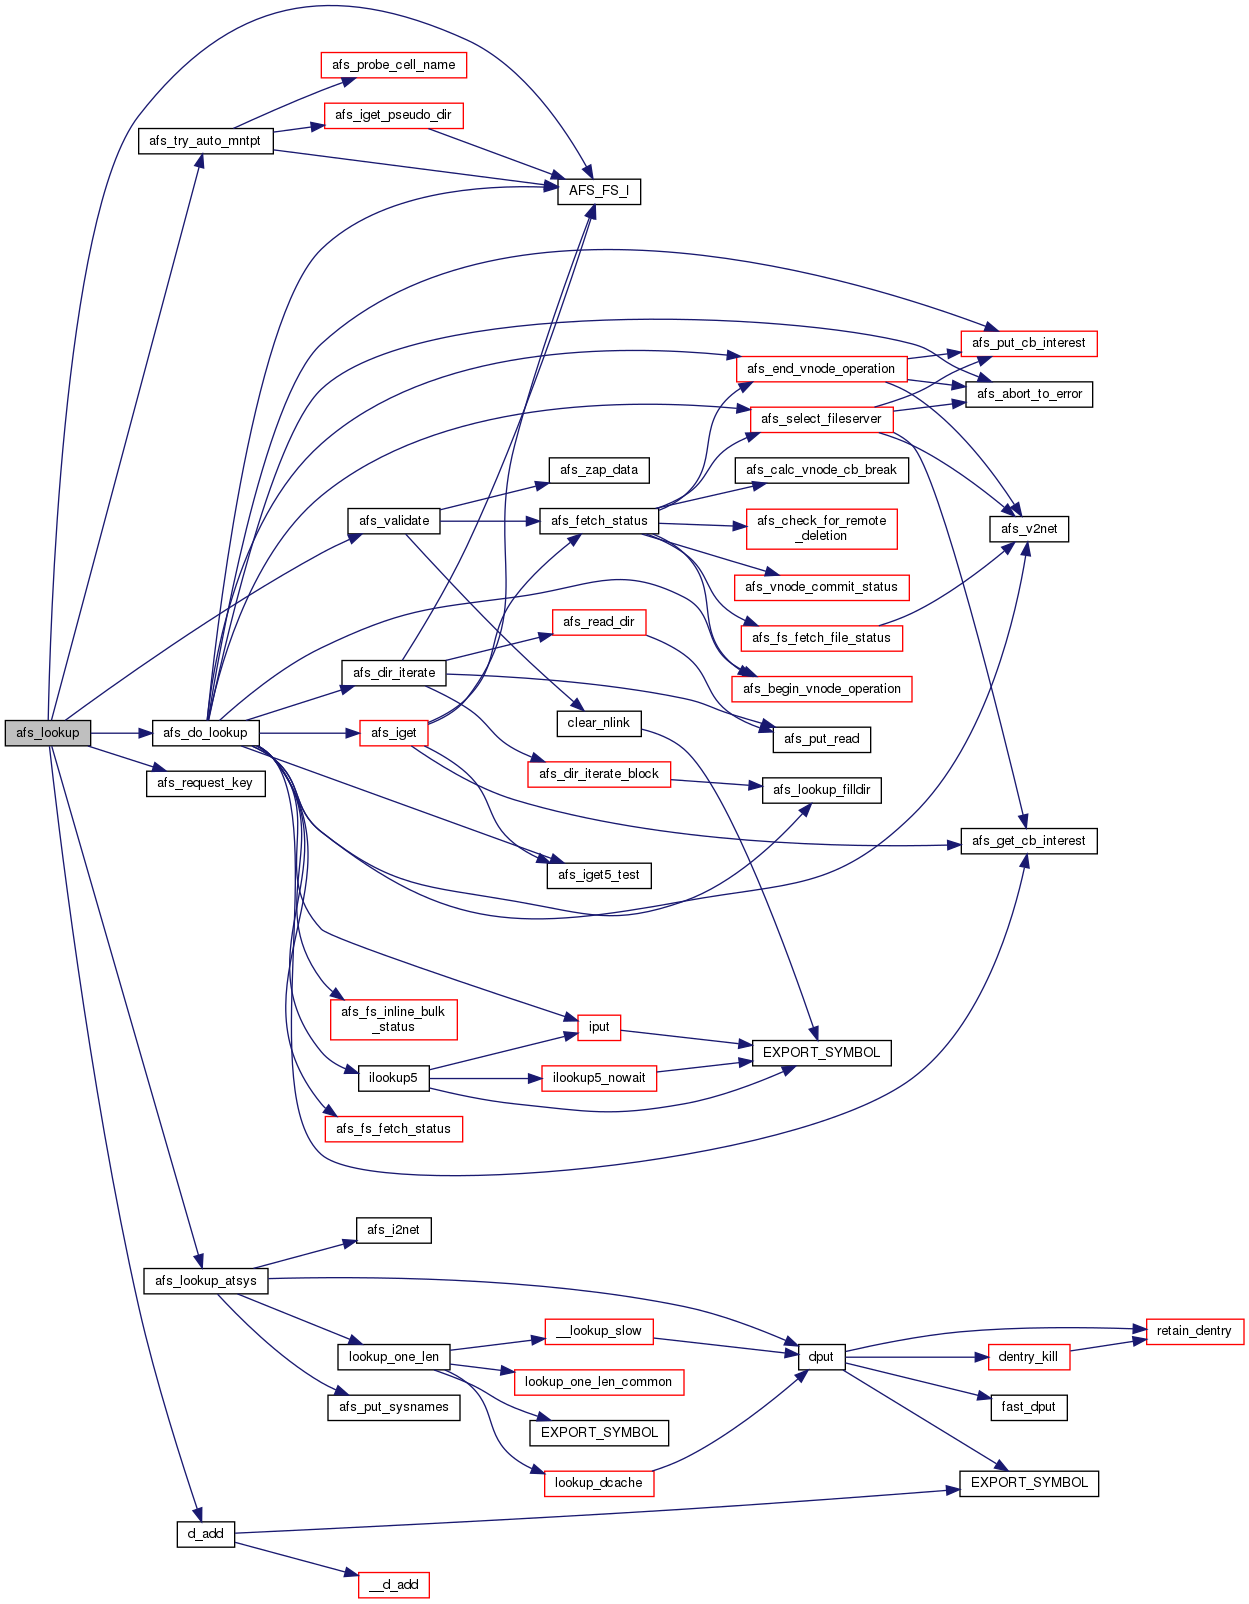 afs_probe_cell_name
afs_iget_pseudo_dir
afs_try_auto_mntpt
AFS_FS_I
afs_put_cb_interest
afs_end_vnode_operation
afs_abort_to_error
afs_select_fileserver
afs_zap_data
afs_calc_vnode_cb_break
afs_validate
afs_fetch_status
afs_check_for_remote
_deletion
afs_v2net
afs_vnode_commit_status
afs_read_dir
afs_fs_fetch_file_status
afs_dir_iterate
afs_begin_vnode_operation
clear_nlink
afs_lookup
afs_do_lookup
afs_iget
afs_put_read
afs_dir_iterate_block
afs_request_key
afs_lookup_filldir
afs_get_cb_interest
afs_iget5_test
afs_fs_inline_bulk
_status
iput
EXPORT_SYMBOL
ilookup5
ilookup5_nowait
afs_fs_fetch_status
afs_i2net
afs_lookup_atsys
__lookup_slow
retain_dentry
lookup_one_len
dput
dentry_kill
lookup_one_len_common
afs_put_sysnames
fast_dput
EXPORT_SYMBOL
lookup_dcache
EXPORT_SYMBOL
d_add
__d_add